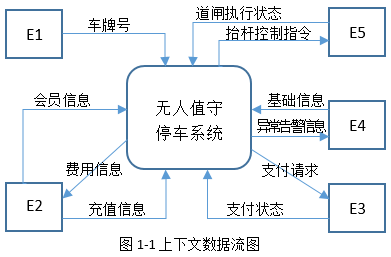 E1
车牌号
道闸执行状态
E5
抬杆控制指令
会员信息
无人值守
停车系统
基础信息
E4
异常告警信息
费用信息
支付请求
E2
充值信息
支付状态
E3
图 1-1 上下文数据流图